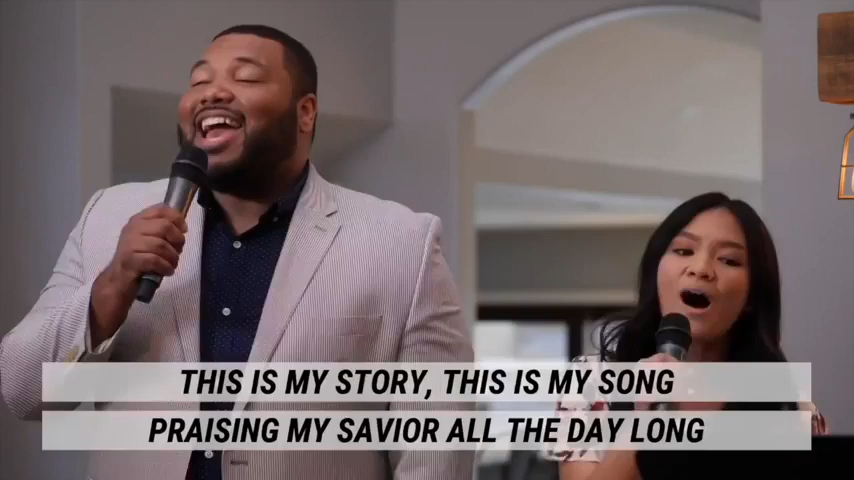 THIS IS MY STORY, THIS IS MY SONG
PRAISING MY SAVIOR ALL THE DAY LONG